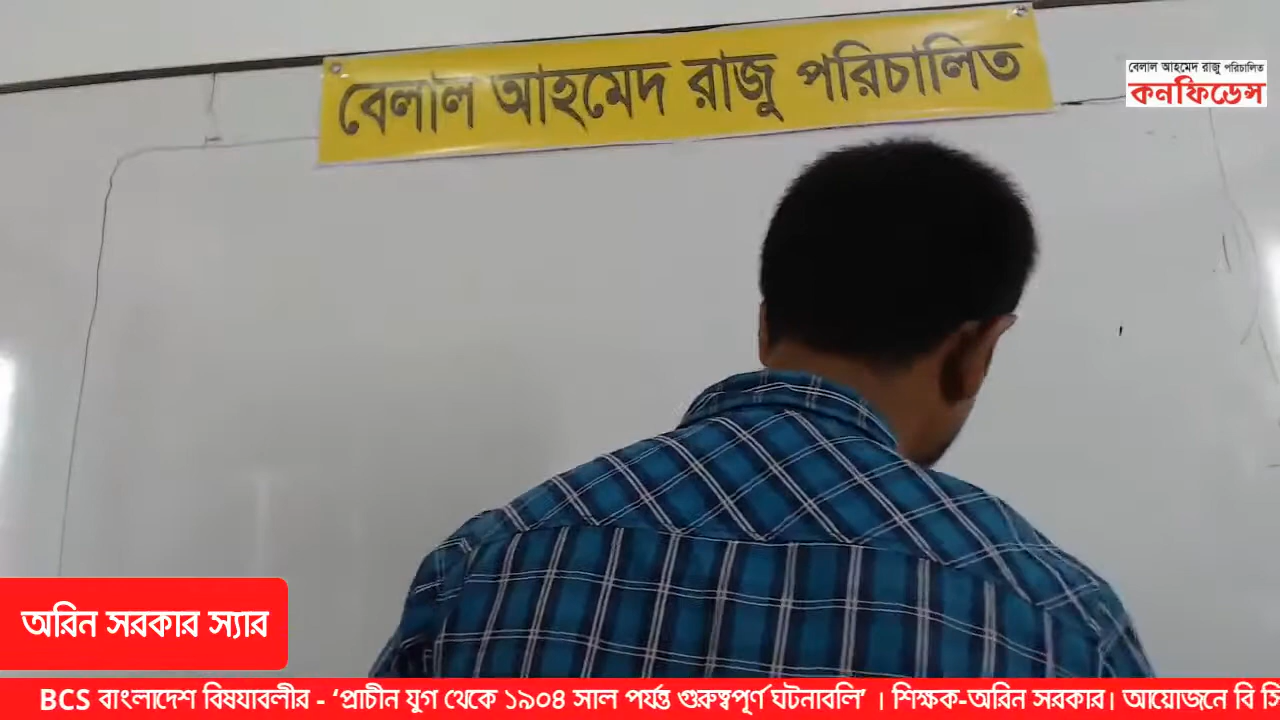 বেলাল আহমেদ রাজু পরিচালিত
বেলাল আহমেদ রাজু পরিচালিত
কনফিডেন্স
অরিন সরকার স্যার
BCS বাংলাদেশ বিষযাবলীর - ‘প্রাচীন যুগ থেকে ১৯০৪ সাল পর্যন্ত গুরুত্বপূর্ণ ঘটনাবলি’ । শিক্ষক-অরিন সরকার। আয়োজনে বি সি